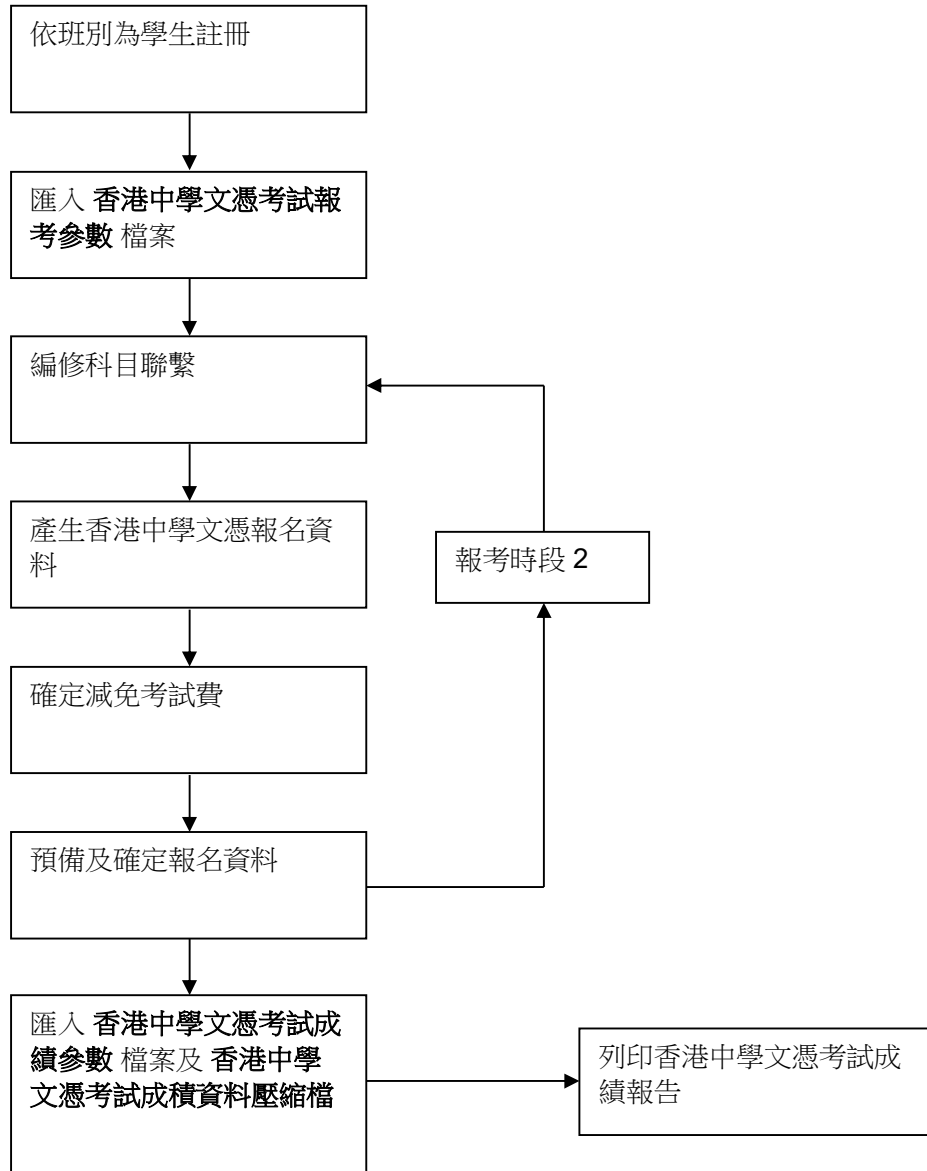 依班別為學生註冊
匯入 香港中學文憑考試報
考參數 檔案
編修科目聯繫
產生香港中學文憑報名資
料
報考時段 2
確定減免考試費
預備及確定報名資料
匯入 香港中學文憑考試成
績參數 檔案及 香港中學
文憑考試成積資料壓縮檔
列印香港中學文憑考試成
績報告